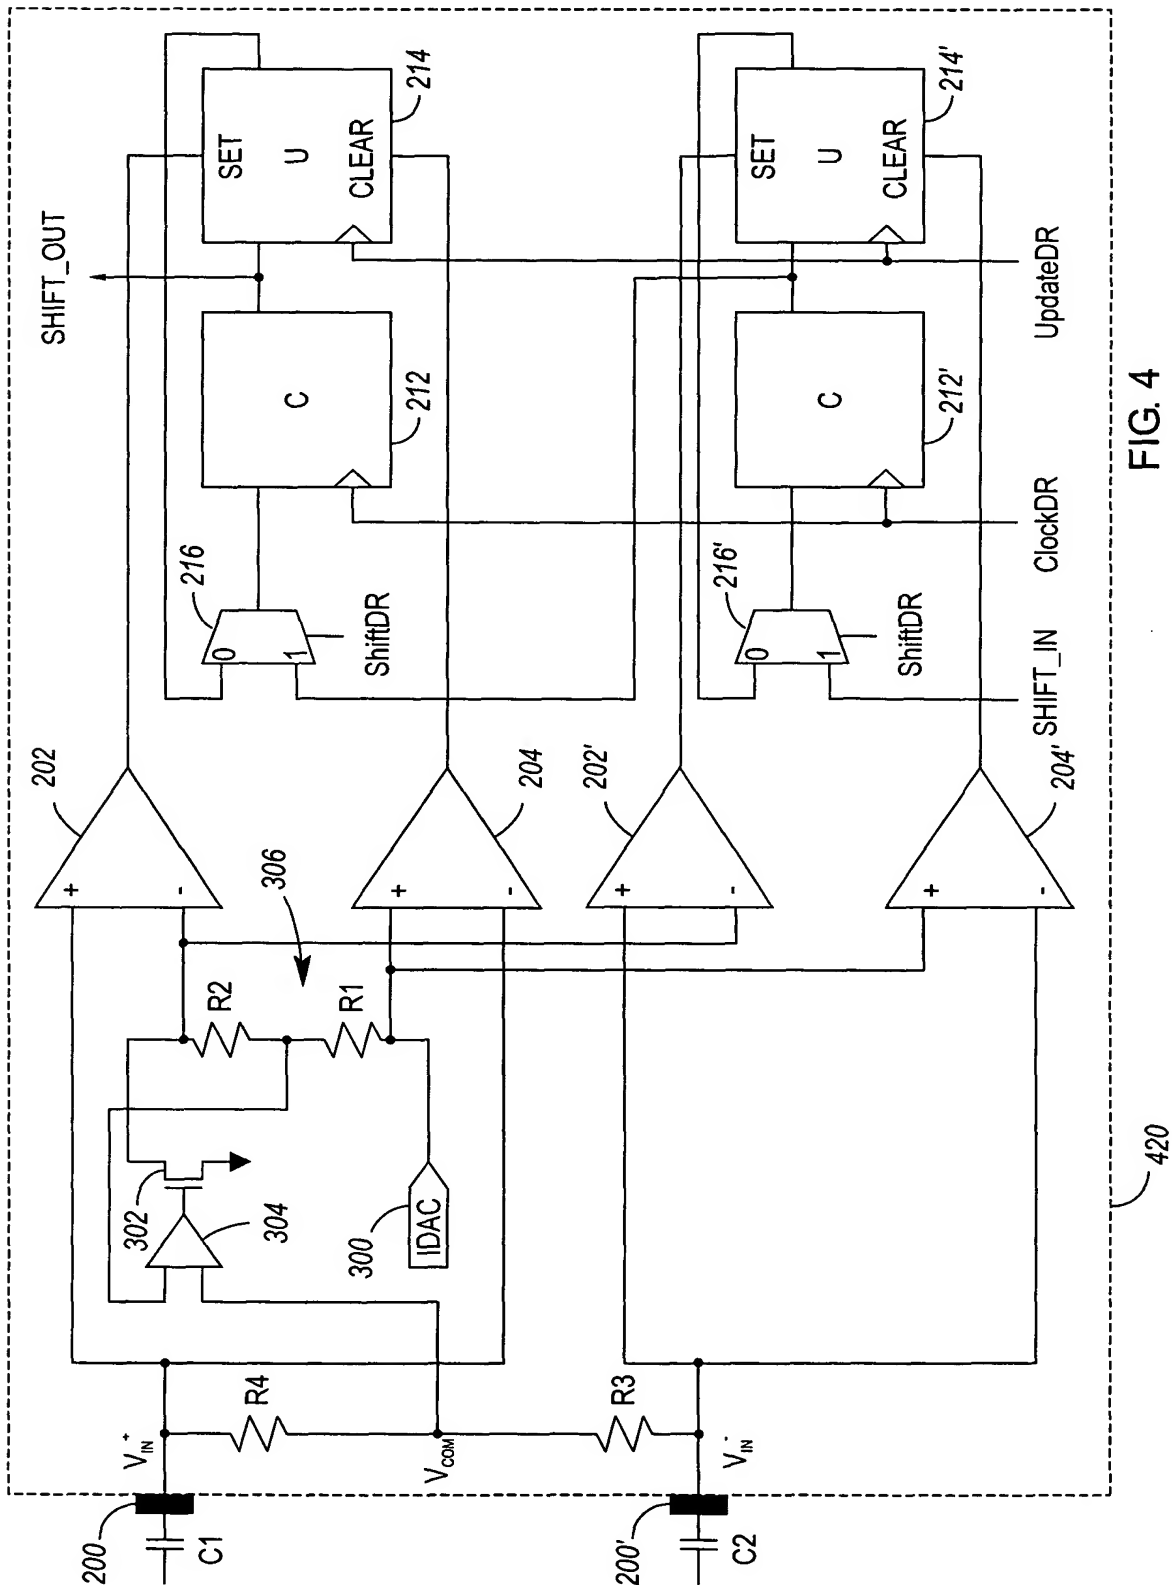 SHIFT_OUT
202
216
SET
U
CLEAR
214
C
212
0
1
ShiftDR
+
-
204
306
R2
R1
+
-
302
304
300
IDAC
200
C1
VIN+
R4
VCOM
R3
VIN-
200'
C2
202'
+
-
204'
+
-
216'
0
1
ShiftDR
C
212'
SET
U
CLEAR
214'
SHIFT_IN
ClockDR
UpdateDR
420
FIG. 4